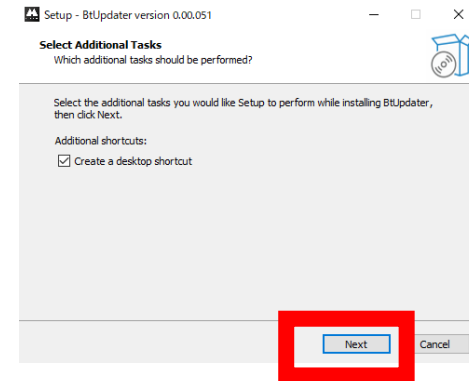 Setup - BtUpdater version 0.00.051
Select Additional Tasks
Which additional tasks should be performed?
Select the additional tasks you would like Setup to perform while installing BtUpdater,
then click Next.
Additional shortcuts:
Create a desktop shortcut
Next
Cancel